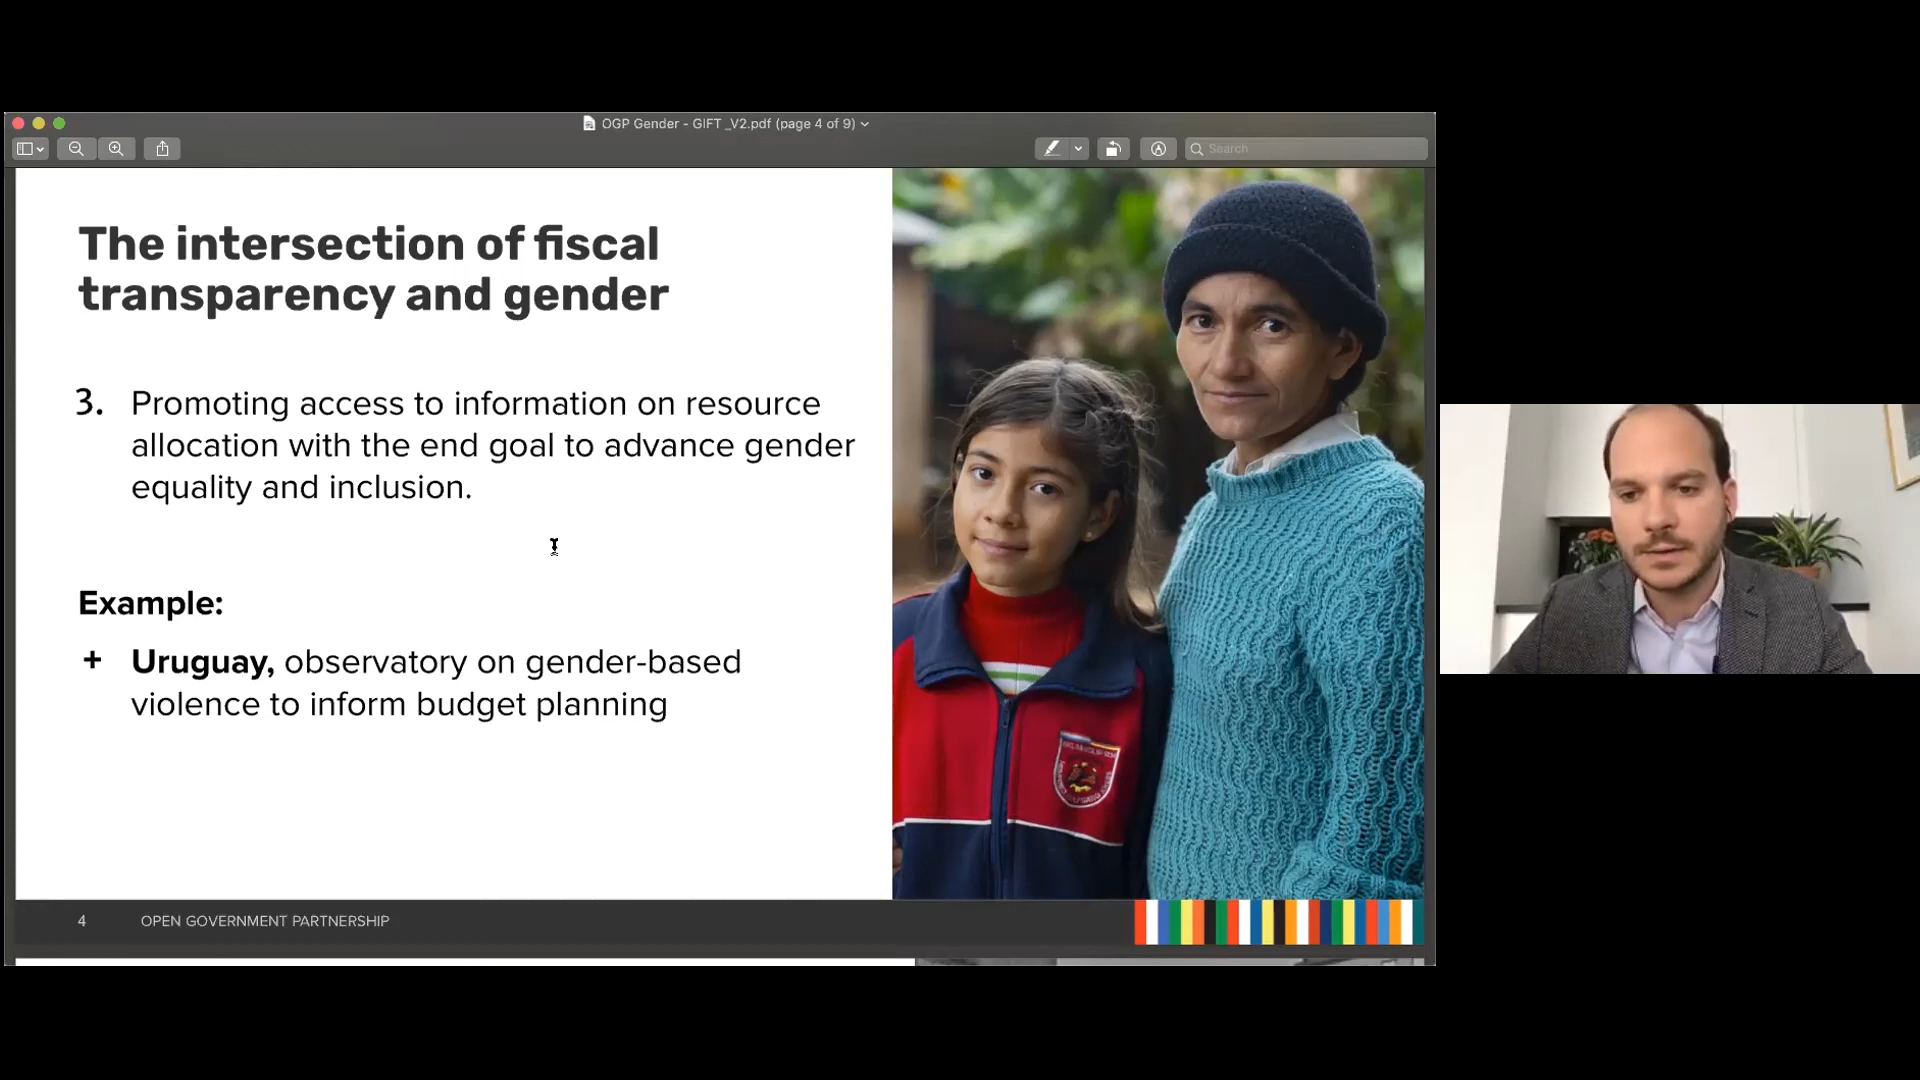 OGP Gender - GIFT _V2.pdf (page 4 of 9)
Search
The intersection of fiscal
transparency and gender
3. Promoting access to information on resource
allocation with the end goal to advance gender
equality and inclusion.
Example:
+ Uruguay, observatory on gender-based
violence to inform budget planning
4 OPEN GOVERNMENT PARTNERSHIP